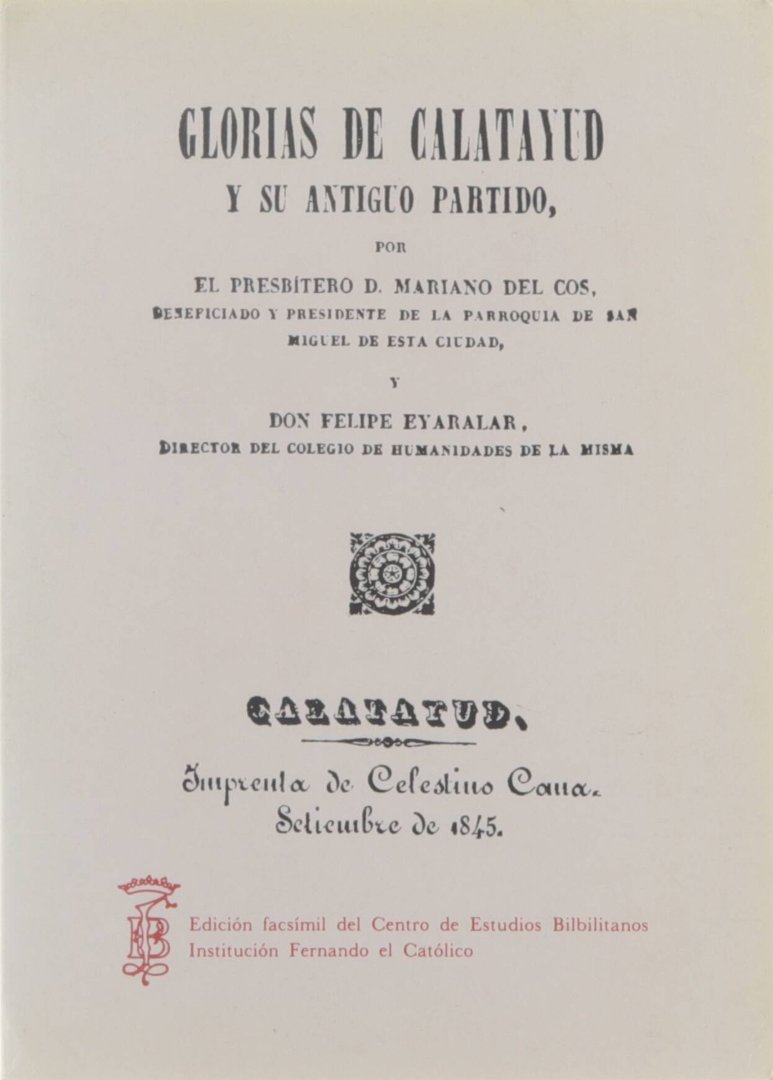 GLORIAS DE CALATAYUD
Y SU ANTIGUO PARTIDO,
POR
EL PRESBÍTERO D. MARIANO DEL COS,
BENEFICIADO Y PRESIDENTE DE LA PARROQUIA DE SAN
MIGUEL DE ESTA CIUDAD,
Y
DON FELIPE EYARALAR,
DIRECTOR DEL COLEGIO DE HUMANIDADES DE LA MISMA
CALATAYUD.
Imprenta de Celestino Coma.
Setiembre de 1845.
Edición facsímil del Centro de Estudios Bilbilitanos
Institución Fernando el Católico